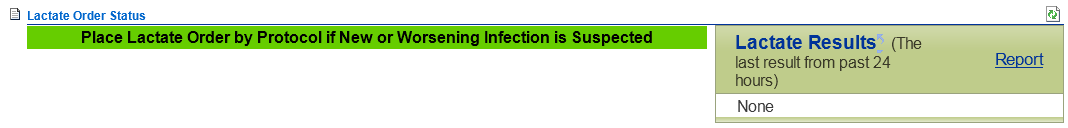 Lactate Order Status
Place Lactate Order by Protocol if New or Worsening Infection is Suspected
Lactate Results (The
last result from past 24
hours)
Report
None